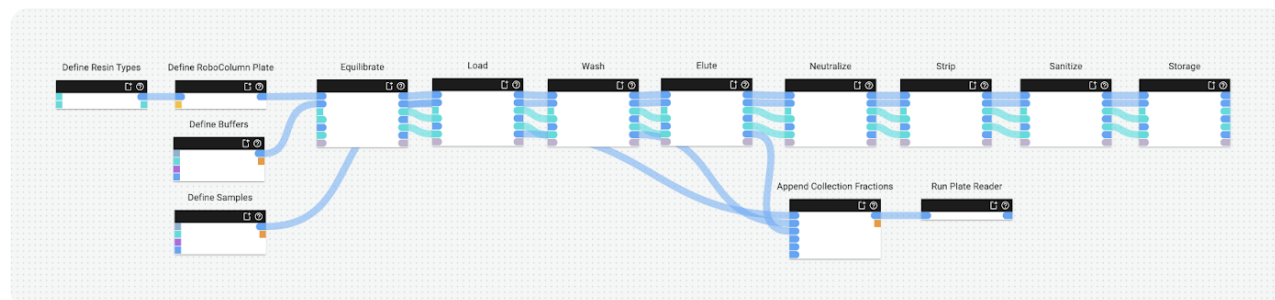 Define Resin Types
Define RoboColumn Plate
Equilibrate
Load
Wash
Elute
Neutralize
Strip
Sanitize
Storage
Define Buffers
Define Samples
Append Collection Fractions
Run Plate Reader